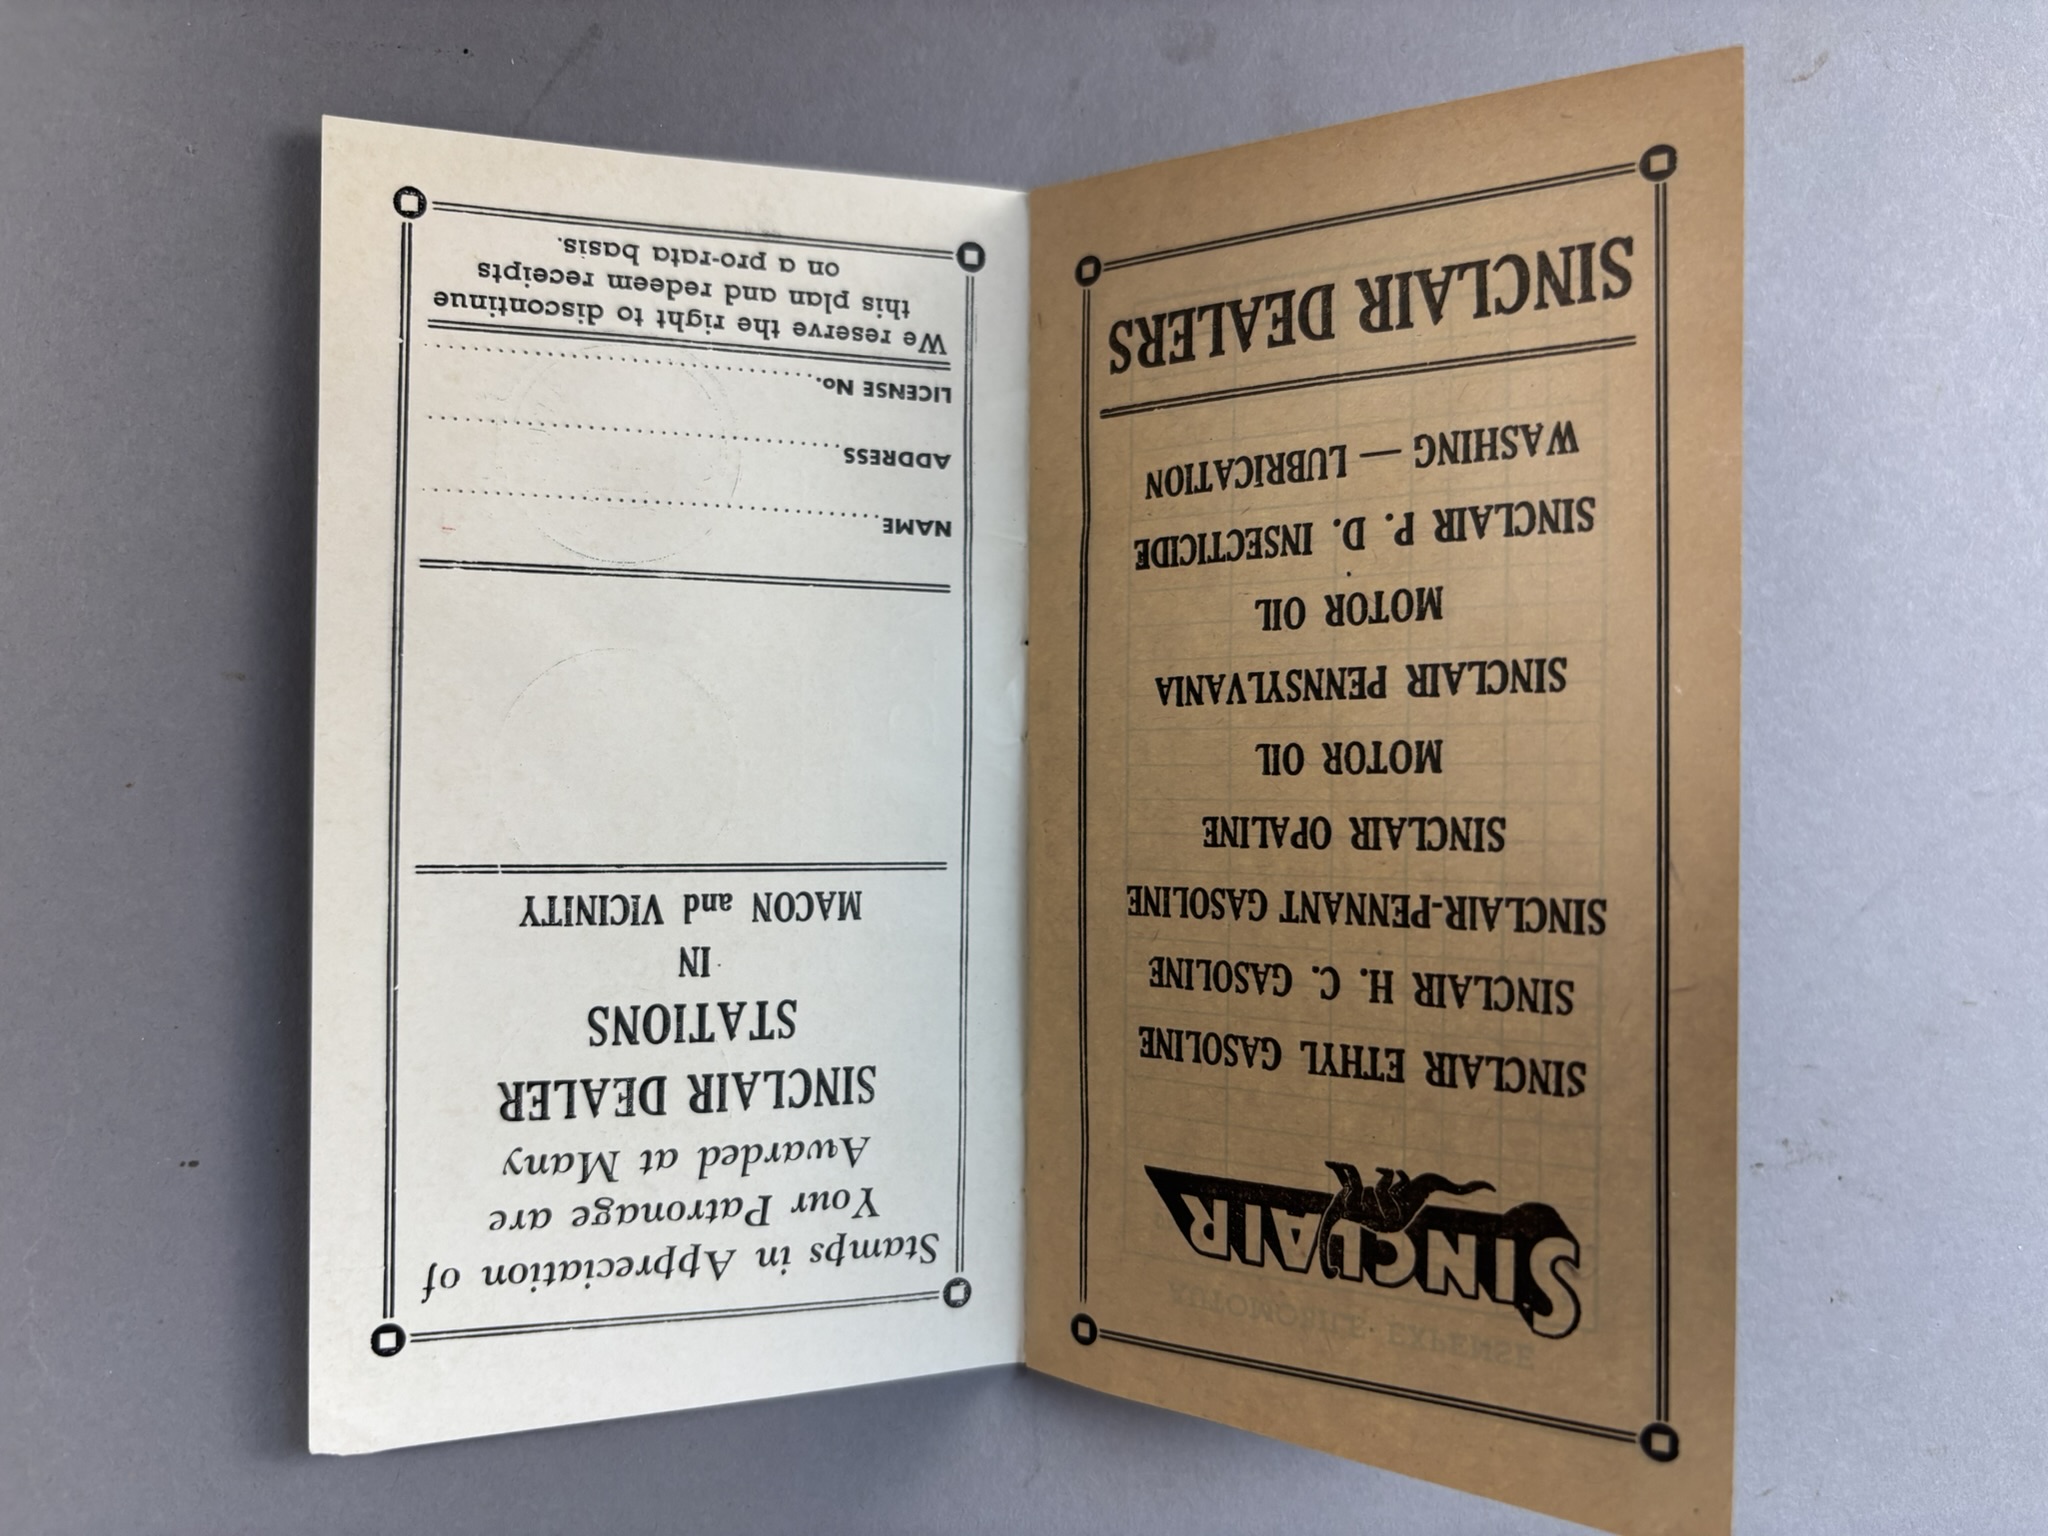 AUTOMOBILE EXPENSE
SINCLAIR
SINCLAIR ETHYL GASOLINE
SINCLAIR H. C. GASOLINE
SINCLAIR-PENNANT GASOLINE
SINCLAIR OPALINE
MOTOR OIL
SINCLAIR PENNSYLVANIA
MOTOR OIL
SINCLAIR P. D. INSECTICIDE
WASHING — LUBRICATION
SINCLAIR DEALERS
Stamps in Appreciation of
Your Patronage are
Awarded at Many
SINCLAIR DEALER
STATIONS
IN
MACON and VICINITY
NAME
ADDRESS
LICENSE No.
We reserve the right to discontinue
this plan and redeem receipts
on a pro-rata basis.